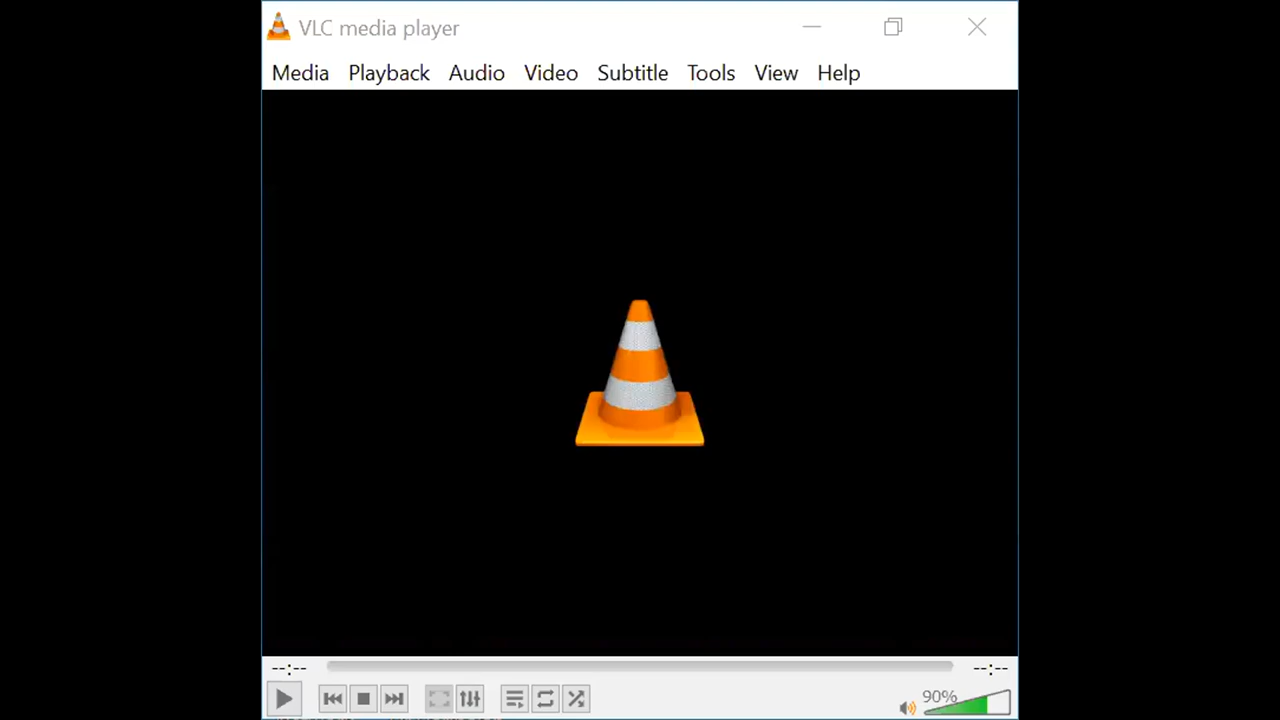 VLC media player
Media Playback Audio Video Subtitle Tools View Help
--:-- --:--
90%